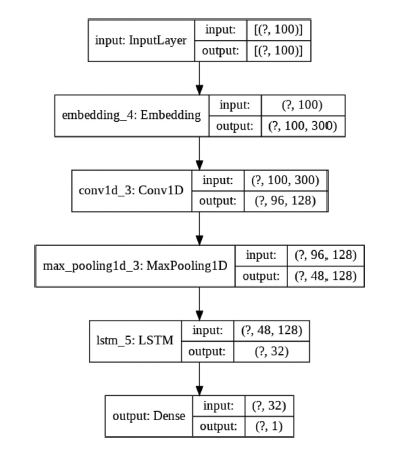 input: InputLayer input: [(?, 100)]
output: [(?, 100)]
embedding_4: Embedding input: (?, 100)
output: (?, 100, 300)
conv1d_3: Conv1D input: (?, 100, 300)
output: (?, 96, 128)
max_pooling1d_3: MaxPooling1D input: (?, 96, 128)
output: (?, 48, 128)
lstm_5: LSTM input: (?, 48, 128)
output: (?, 32)
output: Dense input: (?, 32)
output: (?, 1)